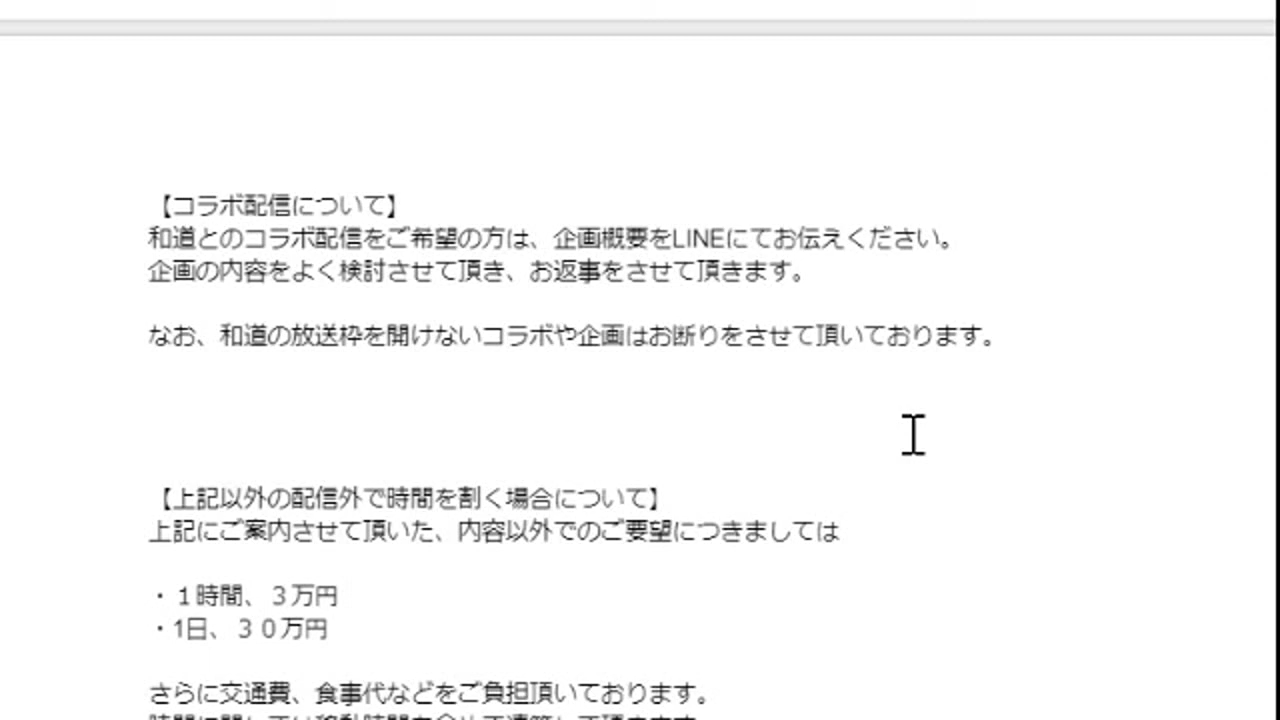 【コラボ配信について】
和道とのコラボ配信をご希望の方は、企画概要をLINEにてお伝えください。
企画の内容をよく検討させて頂き、お返事をさせて頂きます。
なお、和道の放送枠を開けないコラボや企画はお断りをさせて頂いております。
【上記以外の配信外で時間を割く場合について】
上記にご案内させて頂いた、内容以外でのご要望につきましては
・１時間、３万円
・1日、３０万円
さらに交通費、食事代などをご負担頂いております。